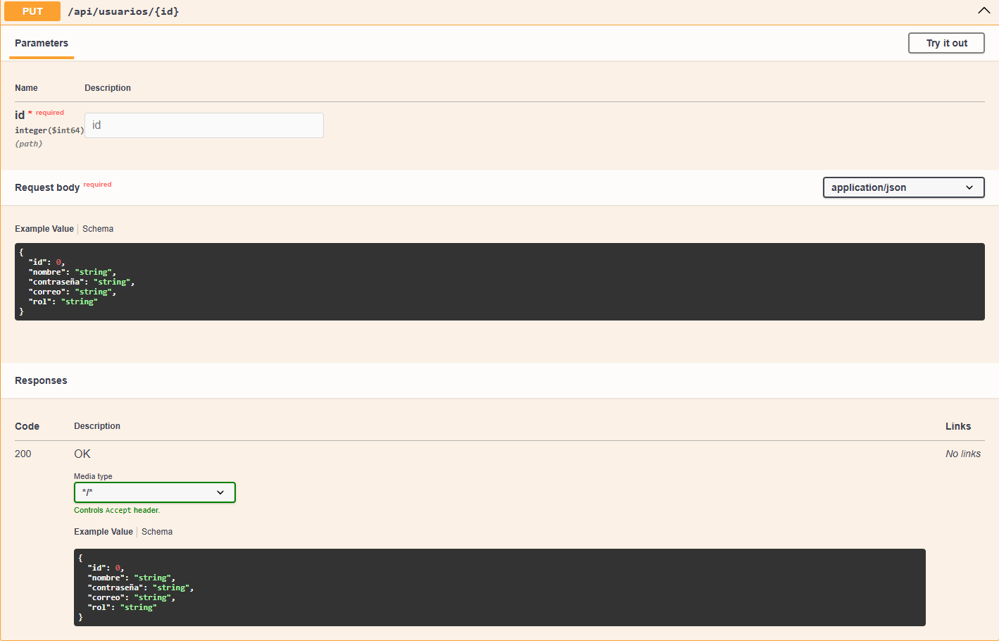 PUT /api/usuarios/{id}
Parameters
Try it out
Name Description
id * required
integer($int64)
(path)
id
Request body required
application/json
Example Value Schema
{
  "id": 0,
  "nombre": "string",
  "contraseña": "string",
  "correo": "string",
  "rol": "string"
}
Responses
Code Description Links
200 OK No links
Media type
*/*
Controls Accept header.
Example Value Schema
{
  "id": 0,
  "nombre": "string",
  "contraseña": "string",
  "correo": "string",
  "rol": "string"
}